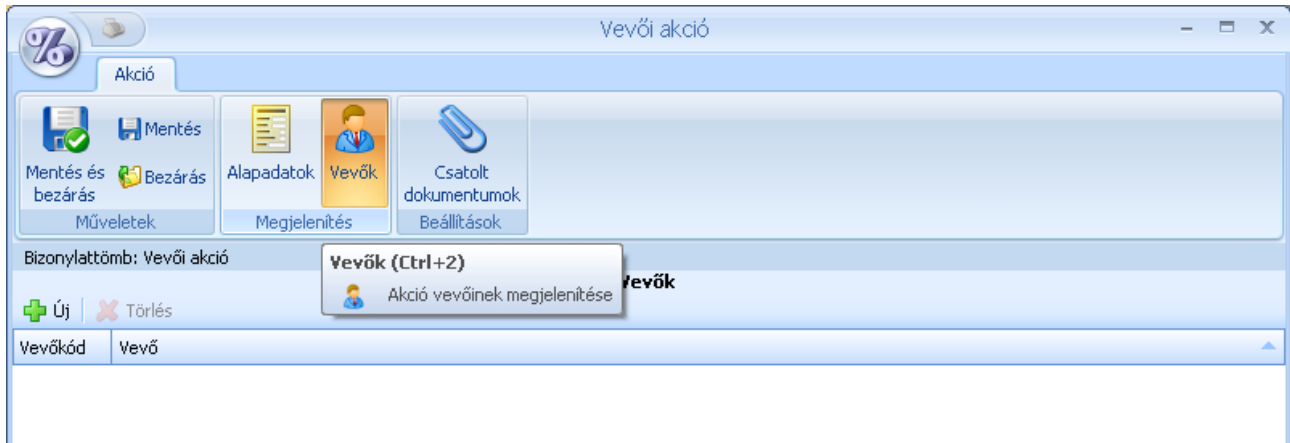 Vevői akció
Akció
Mentés és bezárás
Mentés
Bezárás
Műveletek
Alapadatok
Vevők
Megjelenítés
Csatolt dokumentumok
Beállítások
Bizonylattömb: Vevői akció
Vevők (Ctrl+2)
Akció vevőinek megjelenítése
Vevők
Új
Törlés
Vevőkód Vevő